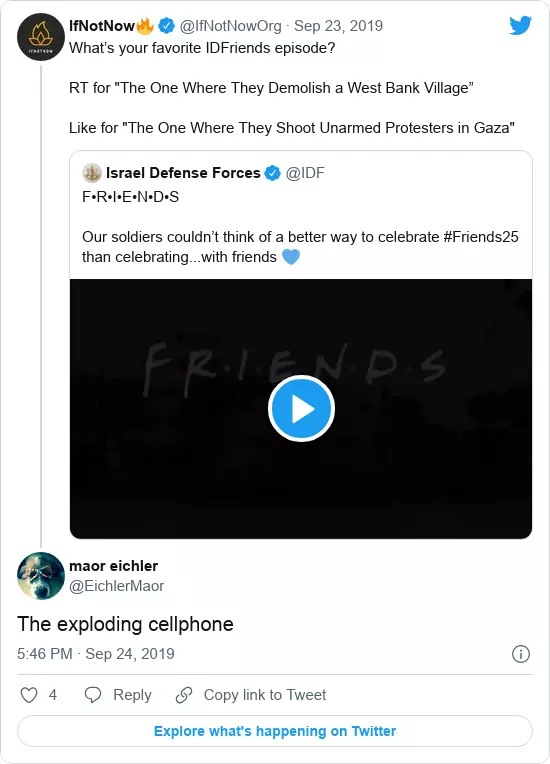 IfNotNow🔥 @IfNotNowOrg · Sep 23, 2019
What's your favorite IDFriends episode?
RT for "The One Where They Demolish a West Bank Village”
Like for "The One Where They Shoot Unarmed Protesters in Gaza"
Israel Defense Forces @IDF
F•R•I•E•N•D•S
Our soldiers couldn’t think of a better way to celebrate #Friends25
than celebrating...with friends 💙
F·R·I·E·N·D·S
IFNOTNOW
maor eichler
@EichlerMaor
The exploding cellphone
5:46 PM · Sep 24, 2019
4 Reply Copy link to Tweet
Explore what's happening on Twitter